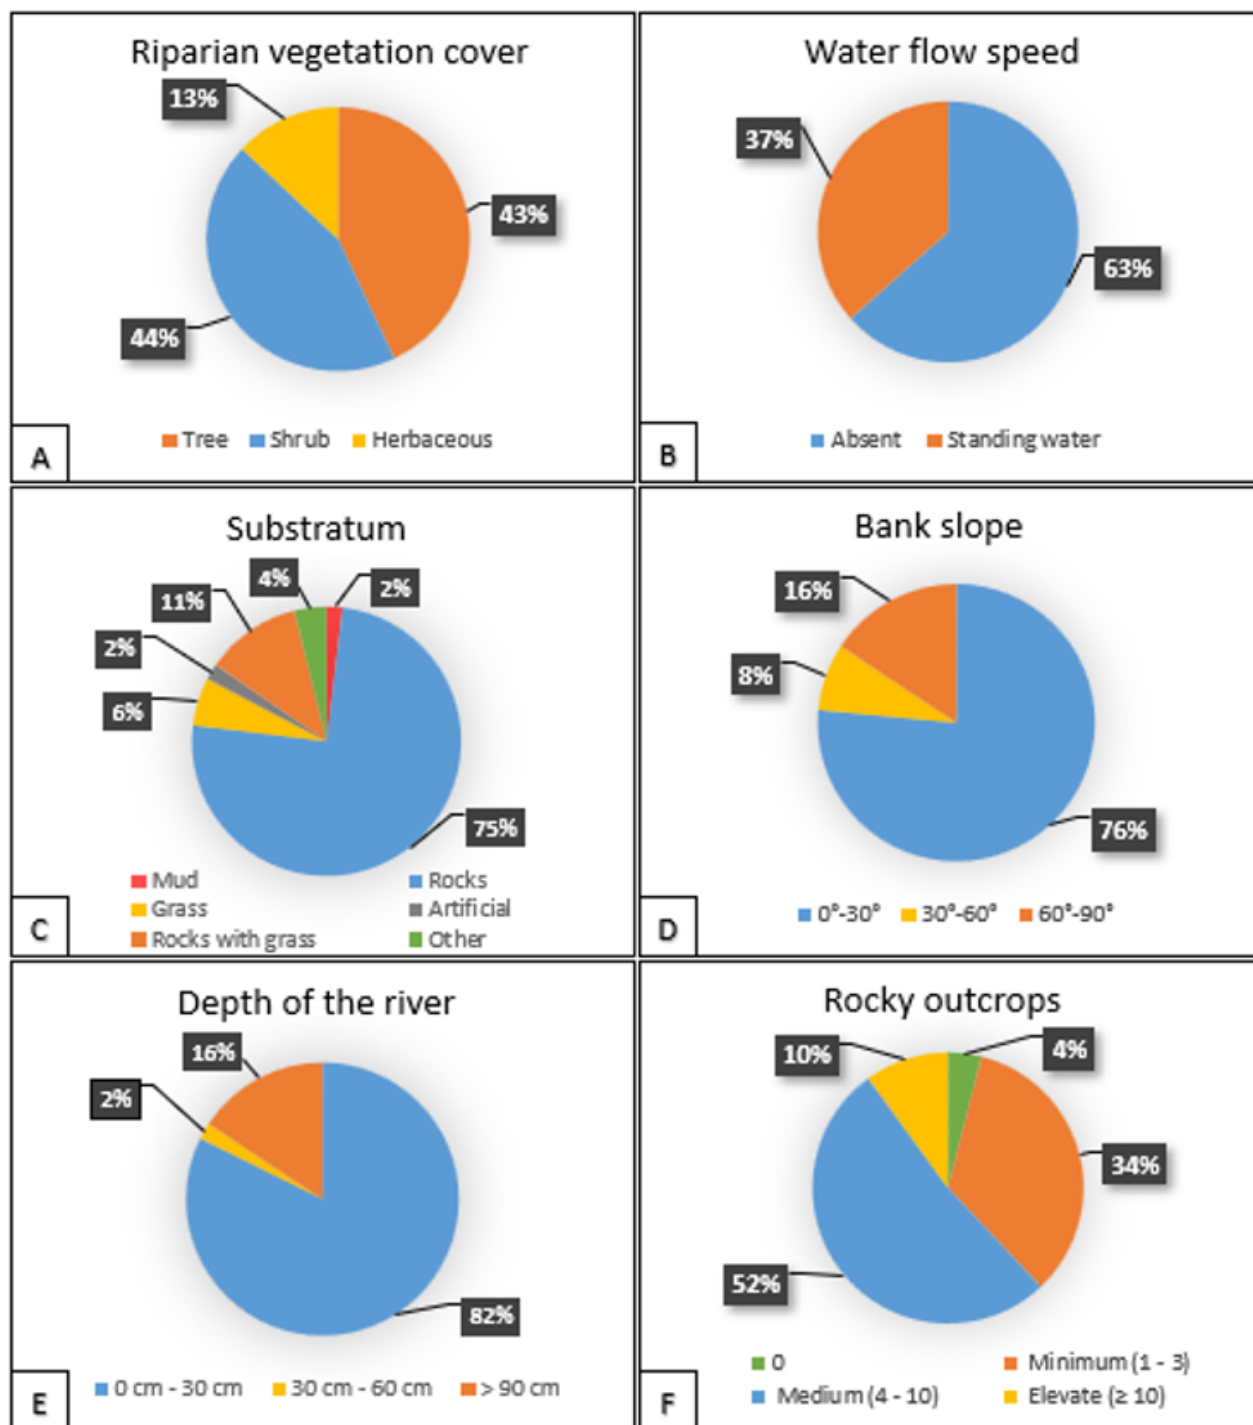 Riparian vegetation cover
13%
43%
44%
Tree Shrub Herbaceous
A
Water flow speed
37%
63%
Absent Standing water
B
Substratum
4% 2%
11%
2%
6%
75%
Mud Rocks
Grass Artificial
Rocks with grass Other
C
Bank slope
16%
8%
76%
0°-30° 30°-60° 60°-90°
D
Depth of the river
16%
2%
82%
0 cm - 30 cm 30 cm - 60 cm > 90 cm
E
Rocky outcrops
10% 4%
34%
52%
0 Minimum (1 - 3)
Medium (4 - 10) Elevate (≥ 10)
F